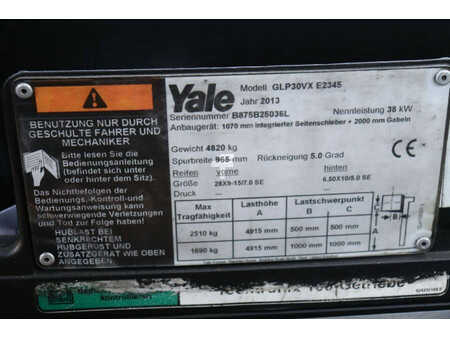 Yale
Modell GLP30VX E2345
Jahr 2013
Nennleistung 38 kW
Seriennummer B875B25036L
Anbaugerät: 1070 mm integrierter Seitenschieber + 2000 mm Gabeln
Gewicht 4820 kg
Spurbreite 965 mm Rückneigung 5.0 Grad
Reifen vorne hinten
Größe 28X9-15/7.0 SE 6.50X10/5.0 SE
Max Tragfähigkeit Lasthöhe A Lastschwerpunkt B C
2510 kg 4915 mm 500 mm 500 mm
1690 kg 4915 mm 1000 mm 1000 mm
A
B
C
CE
BENUTZUNG NUR DURCH
GESCHULTE FAHRER UND
MECHANIKER
Bitte lesen Sie die
Bedienungsanleitung
(befindet sich unter
oder hinter dem Sitz)
Das Nichtbefolgen der
Bedienungs,-Kontroll-und
Wartungsanweisungen kann
schwerwiegende Verletzungen
und Tod zur Folge haben!
HUBLAST BEI
SENKRECHTEM
HUBGERUST UND
ZUSATZGERÄT WIE OBEN
ANGEGEBEN.